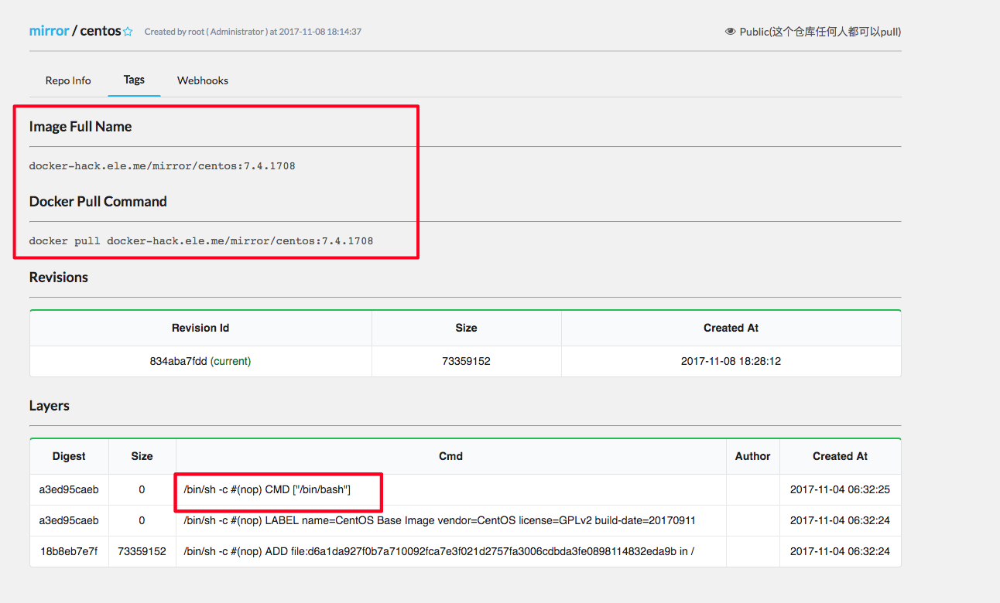 mirror / centos Created by root ( Administrator ) at 2017-11-08 18:14:37 Public(这个仓库任何人都可以pull)
Repo Info Tags Webhooks
Image Full Name
docker-hack.ele.me/mirror/centos:7.4.1708
Docker Pull Command
docker pull docker-hack.ele.me/mirror/centos:7.4.1708
Revisions
Revision Id Size Created At
834aba7fdd (current) 73359152 2017-11-08 18:28:12
Layers
Digest Size Cmd Author Created At
a3ed95caeb 0 /bin/sh -c #(nop) CMD ["/bin/bash"] 2017-11-04 06:32:25
a3ed95caeb 0 /bin/sh -c #(nop) LABEL name=CentOS Base Image vendor=CentOS license=GPLv2 build-date=20170911 2017-11-04 06:32:24
18b8eb7e7f 73359152 /bin/sh -c #(nop) ADD file:d6a1da927f0b7a710092fca7e3f021d2757fa3006cdbda3fe0898114832eda9b in / 2017-11-04 06:32:24